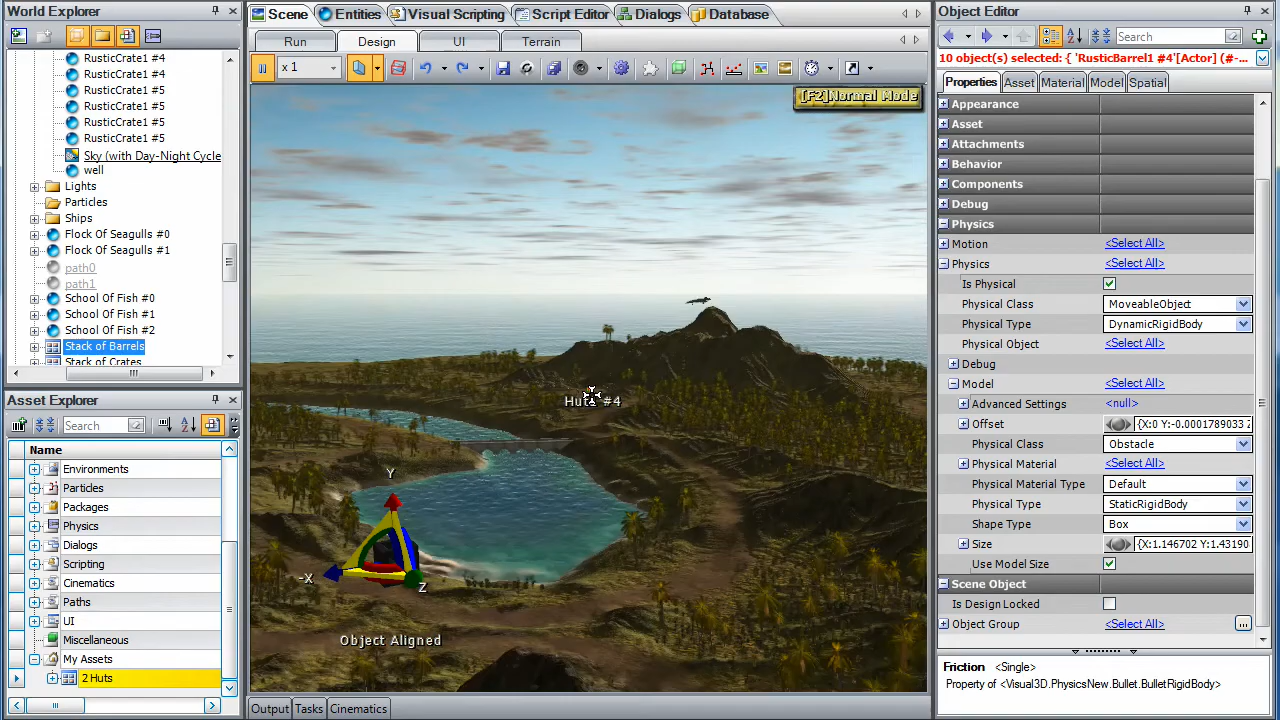 World Explorer
RusticCrate1 #4
RusticCrate1 #4
RusticCrate1 #5
RusticCrate1 #5
RusticCrate1 #5
RusticCrate1 #5
Sky (with Day-Night Cycle
well
Lights
Particles
Ships
Flock Of Seagulls #0
Flock Of Seagulls #1
path0
path1
School Of Fish #0
School Of Fish #1
School Of Fish #2
Stack of Barrels
Stack of Crates
Asset Explorer
Search
Name
Environments
Particles
Packages
Physics
Dialogs
Scripting
Cinematics
Paths
UI
Miscellaneous
My Assets
2 Huts
Scene Entities Visual Scripting Script Editor Dialogs Database
Run Design UI Terrain
x 1
[F2]Normal Mode
Y
-X
Z
Object Aligned
Output Tasks Cinematics
Object Editor
Search
10 object(s) selected: { 'RusticBarrel1 #4'[Actor] (#-...
Properties Asset Material Model Spatial
Appearance
Asset
Attachments
Behavior
Components
Debug
Physics
Motion <Select All>
Physics <Select All>
Is Physical
Physical Class MoveableObject
Physical Type DynamicRigidBody
Physical Object <Select All>
Debug
Model <Select All>
Advanced Settings <null>
Offset {X:0 Y:-0.0001789033 Z
Physical Class Obstacle
Physical Material <Select All>
Physical Material Type Default
Physical Type StaticRigidBody
Shape Type Box
Size {X:1.146702 Y:1.43190
Use Model Size
Scene Object
Is Design Locked
Object Group <Select All> ...
Friction <Single>
Property of <Visual3D.PhysicsNew.Bullet.BulletRigidBody>